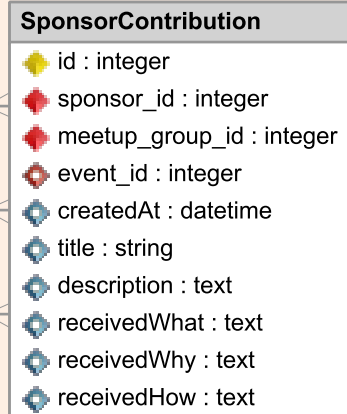 SponsorContribution
id : integer
sponsor_id : integer
meetup_group_id : integer
event_id : integer
createdAt : datetime
title : string
description : text
receivedWhat : text
receivedWhy : text
receivedHow : text